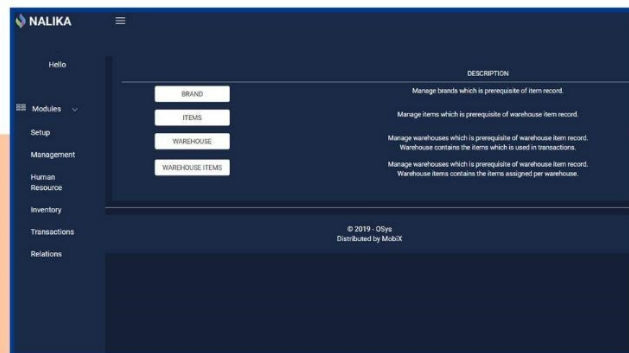 NALIKA
Hello
Modules
Setup
Management
Human
Resource
Inventory
Transactions
Relations
DESCRIPTION
BRAND
Manage brands which is prerequisite of item record.
ITEMS
Manage items which is prerequisite of warehouse item record.
WAREHOUSE
Manage warehouses which is prerequisite of warehouse item record.
Warehouse contains the items which is used in transactions.
WAREHOUSE ITEMS
Manage warehouses which is prerequisite of warehouse item record.
Warehouse items contains the items assigned per warehouse.
© 2019 - OSys
Distributed by MobiX